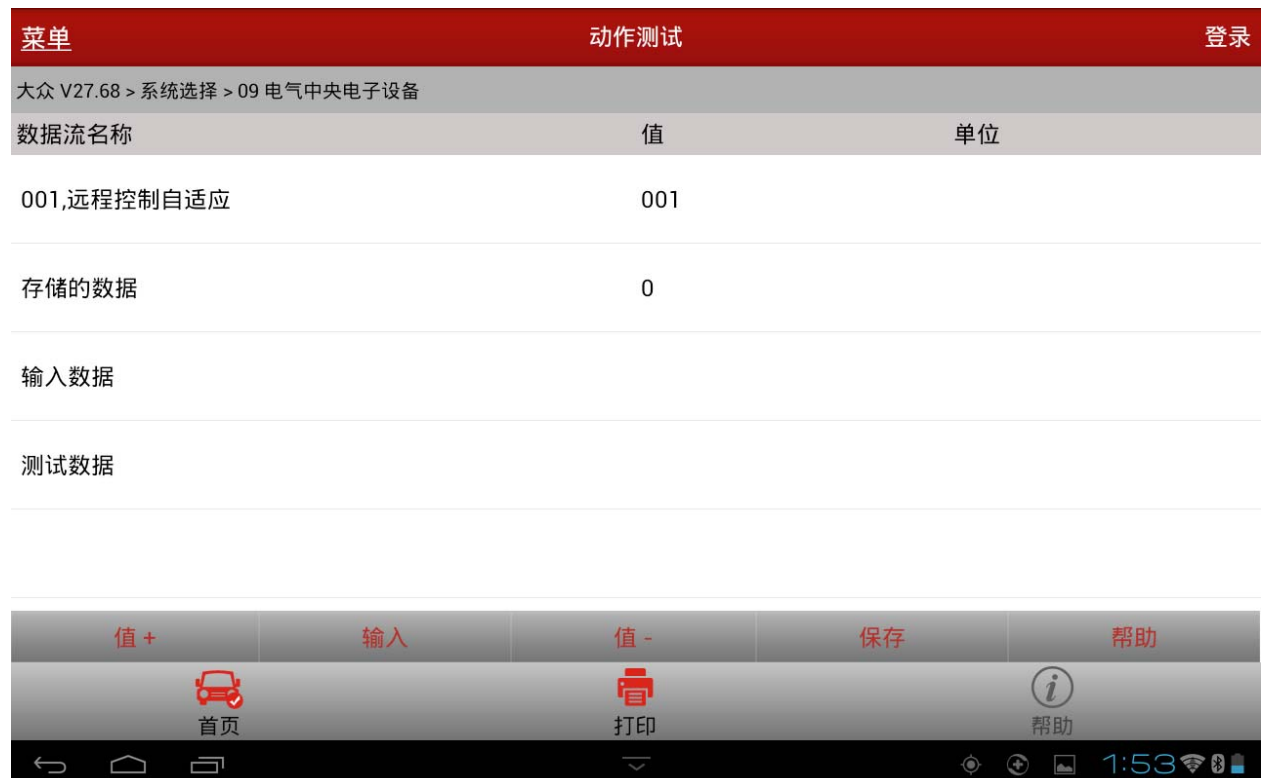 菜单 动作测试 登录
大众 V27.68 > 系统选择 > 09 电气中央电子设备
数据流名称 值 单位
001,远程控制自适应 001
存储的数据 0
输入数据
测试数据
值 + 输入 值 - 保存 帮助
首页 打印 帮助
1:53